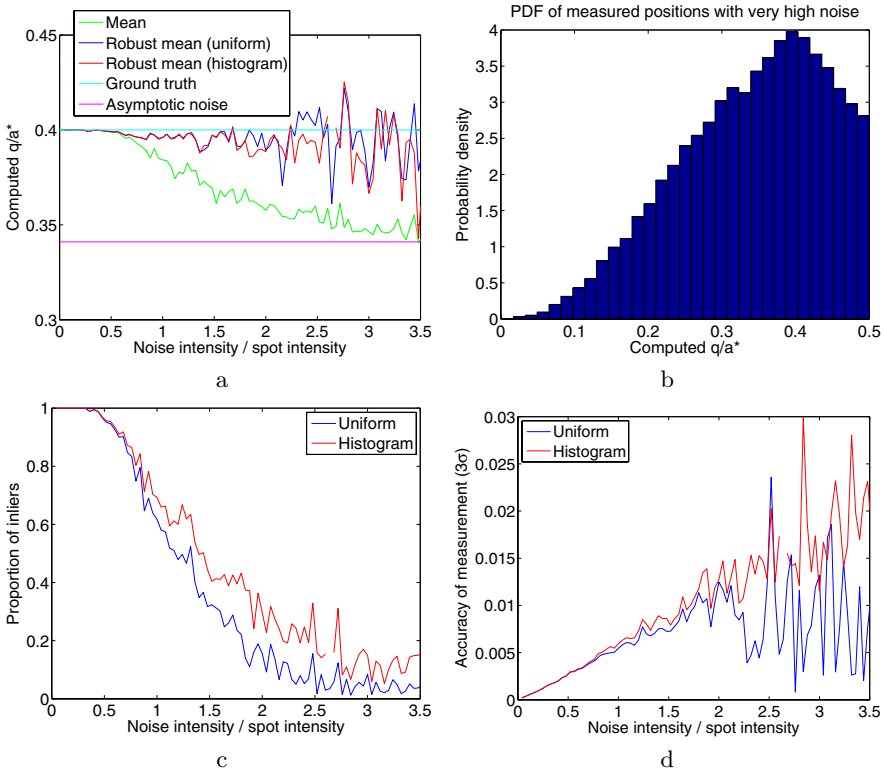 Mean
Robust mean (uniform)
Robust mean (histogram)
Ground truth
Asymptotic noise
0.45
0.4
0.35
0.3
Computed q/a*
0
0.5
1
1.5
2
2.5
3
3.5
Noise intensity / spot intensity
a
PDF of measured positions with very high noise
4
3.5
3
2.5
2
1.5
1
0.5
0
Probability density
0
0.1
0.2
0.3
0.4
0.5
Computed q/a*
b
Uniform
Histogram
1
0.8
0.6
0.4
0.2
0
Proportion of inliers
0
0.5
1
1.5
2
2.5
3
3.5
Noise intensity / spot intensity
c
Uniform
Histogram
0.03
0.025
0.02
0.015
0.01
0.005
0
Accuracy of measurement (3σ)
0
0.5
1
1.5
2
2.5
3
3.5
Noise intensity / spot intensity
d